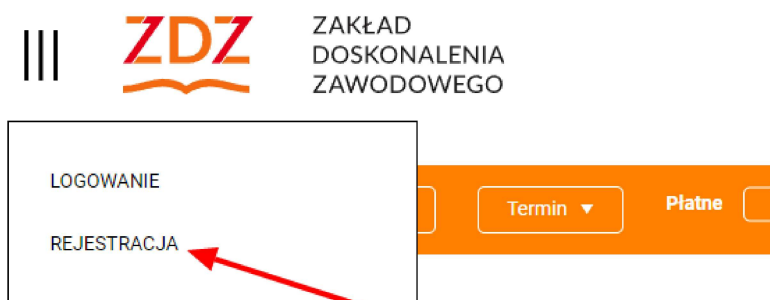 ZDZ
ZAKŁAD
DOSKONALENIA
ZAWODOWEGO
LOGOWANIE
REJESTRACJA
Termin ▼
Płatne